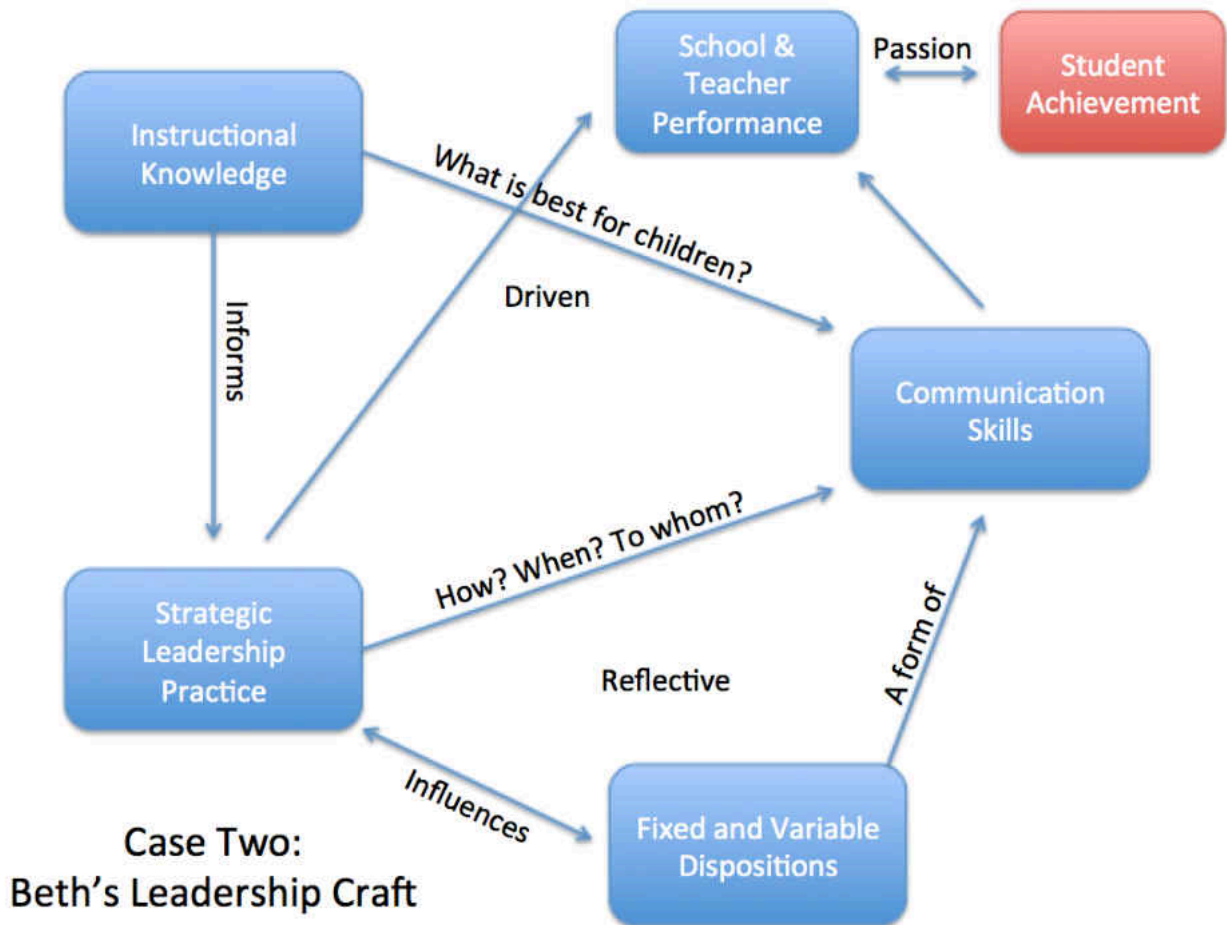 School &
Teacher
Performance
Passion
Student
Achievement
Instructional
Knowledge
What is best for children?
Driven
Informs
Communication
Skills
How? When? To whom?
Strategic
Leadership
Practice
Reflective
A form of
Influences
Fixed and Variable
Dispositions
Case Two:
Beth's Leadership Craft